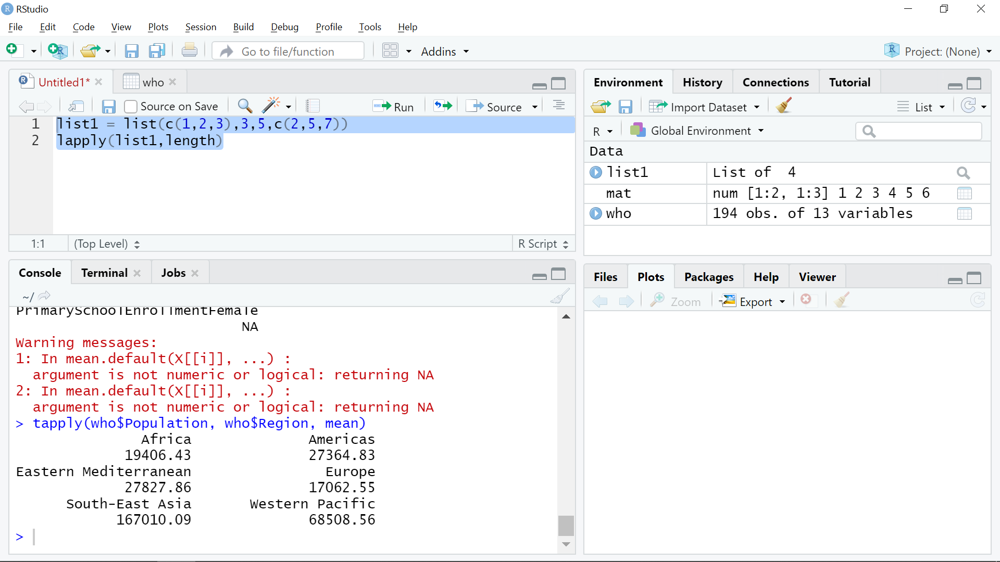 RStudio
File Edit Code View Plots Session Build Debug Profile Tools Help
Go to file/function Addins Project: (None)
Untitled1* who
Source on Save Run Source
1 list1 = list(c(1,2,3),3,5,c(2,5,7))
2 lapply(list1,length)
1:1 (Top Level) R Script
Console Terminal Jobs
~/
PrimarySchoolEnrollmentFemale
NA
Warning messages:
1: In mean.default(X[[i]], ...) :
argument is not numeric or logical: returning NA
2: In mean.default(X[[i]], ...) :
argument is not numeric or logical: returning NA
> tapply(who$Population, who$Region, mean)
Africa Americas
19406.43 27364.83
Eastern Mediterranean Europe
27827.86 17062.55
South-East Asia Western Pacific
167010.09 68508.56
>
Environment History Connections Tutorial
Import Dataset List
R Global Environment
Data
list1 List of 4
mat num [1:2, 1:3] 1 2 3 4 5 6
who 194 obs. of 13 variables
Files Plots Packages Help Viewer
Zoom Export